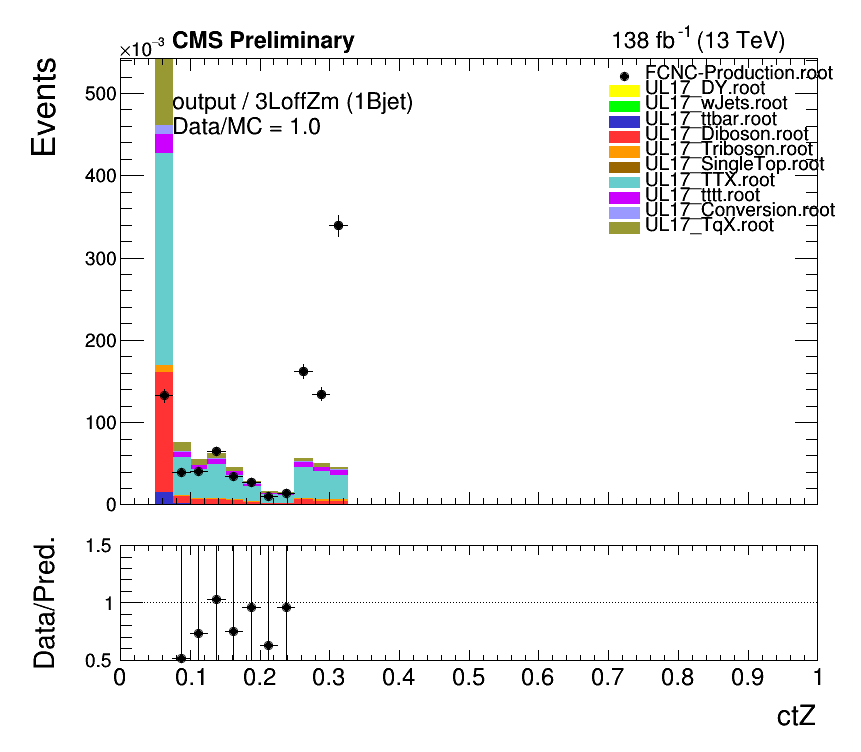 ×10⁻³ CMS Preliminary 138 fb⁻¹ (13 TeV)
Events
output / 3LoffZm (1Bjet)
Data/MC = 1.0
FCNC-Production.root
UL17_DY.root
UL17_wJets.root
UL17_ttbar.root
UL17_Diboson.root
UL17_Triboson.root
UL17_SingleTop.root
UL17_TTX.root
UL17_tttt.root
UL17_Conversion.root
UL17_TqX.root
500
400
300
200
100
0
Data/Pred.
1.5
1
0.5
0 0.1 0.2 0.3 0.4 0.5 0.6 0.7 0.8 0.9 1
ctZ